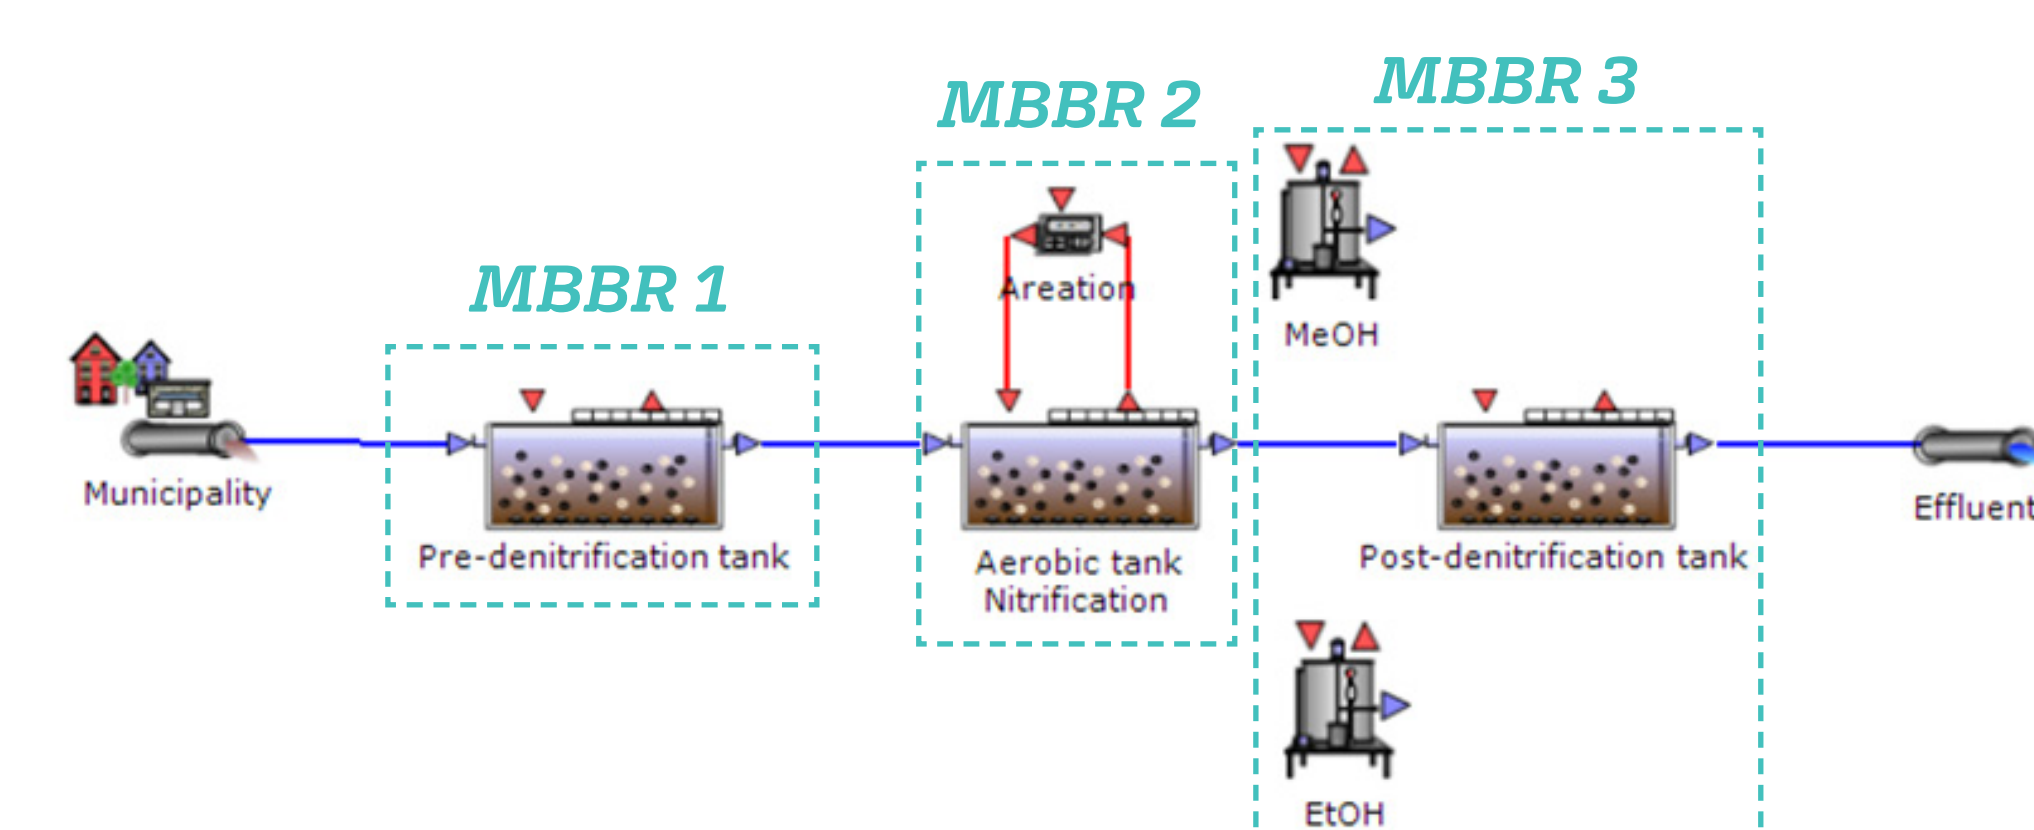 MBBR 1
MBBR 2
MBBR 3
Areation
MeOH
Municipality
Pre-denitrification tank
Aerobic tank
Nitrification
Post-denitrification tank
Effluent
EtOH